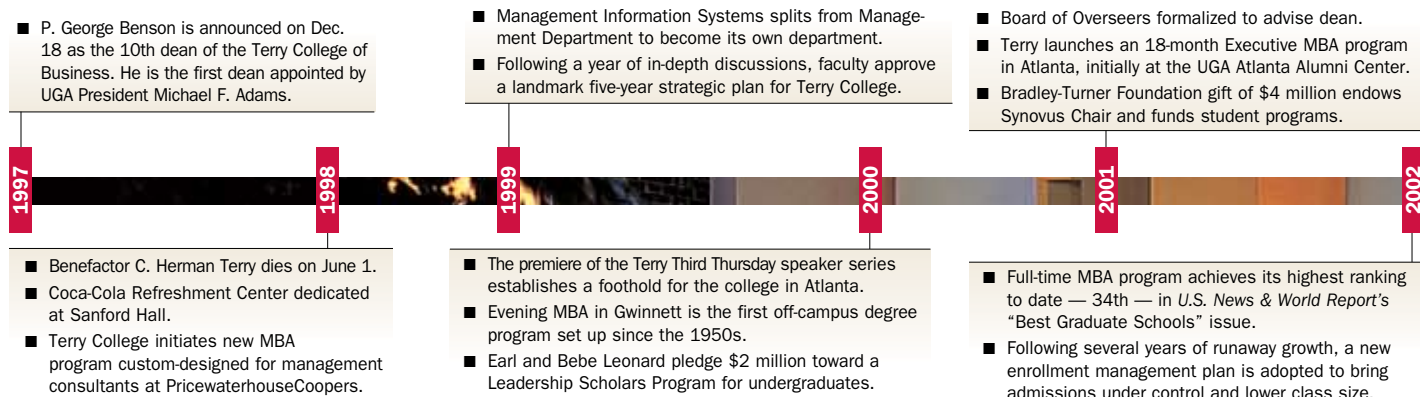 ■ P. George Benson is announced on Dec.
18 as the 10th dean of the Terry College of
Business. He is the first dean appointed by
UGA President Michael F. Adams.
■ Management Information Systems splits from Manage-
ment Department to become its own department.
■ Following a year of in-depth discussions, faculty approve
a landmark five-year strategic plan for Terry College.
■ Board of Overseers formalized to advise dean.
■ Terry launches an 18-month Executive MBA program
in Atlanta, initially at the UGA Atlanta Alumni Center.
■ Bradley-Turner Foundation gift of $4 million endows
Synovus Chair and funds student programs.
1997
1998
1999
2000
2001
2002
■ Benefactor C. Herman Terry dies on June 1.
■ Coca-Cola Refreshment Center dedicated
at Sanford Hall.
■ Terry College initiates new MBA
program custom-designed for management
consultants at PricewaterhouseCoopers.
■ The premiere of the Terry Third Thursday speaker series
establishes a foothold for the college in Atlanta.
■ Evening MBA in Gwinnett is the first off-campus degree
program set up since the 1950s.
■ Earl and Bebe Leonard pledge $2 million toward a
Leadership Scholars Program for undergraduates.
■ Full-time MBA program achieves its highest ranking
to date — 34th — in U.S. News & World Report's
“Best Graduate Schools” issue.
■ Following several years of runaway growth, a new
enrollment management plan is adopted to bring
admissions under control and lower class size.